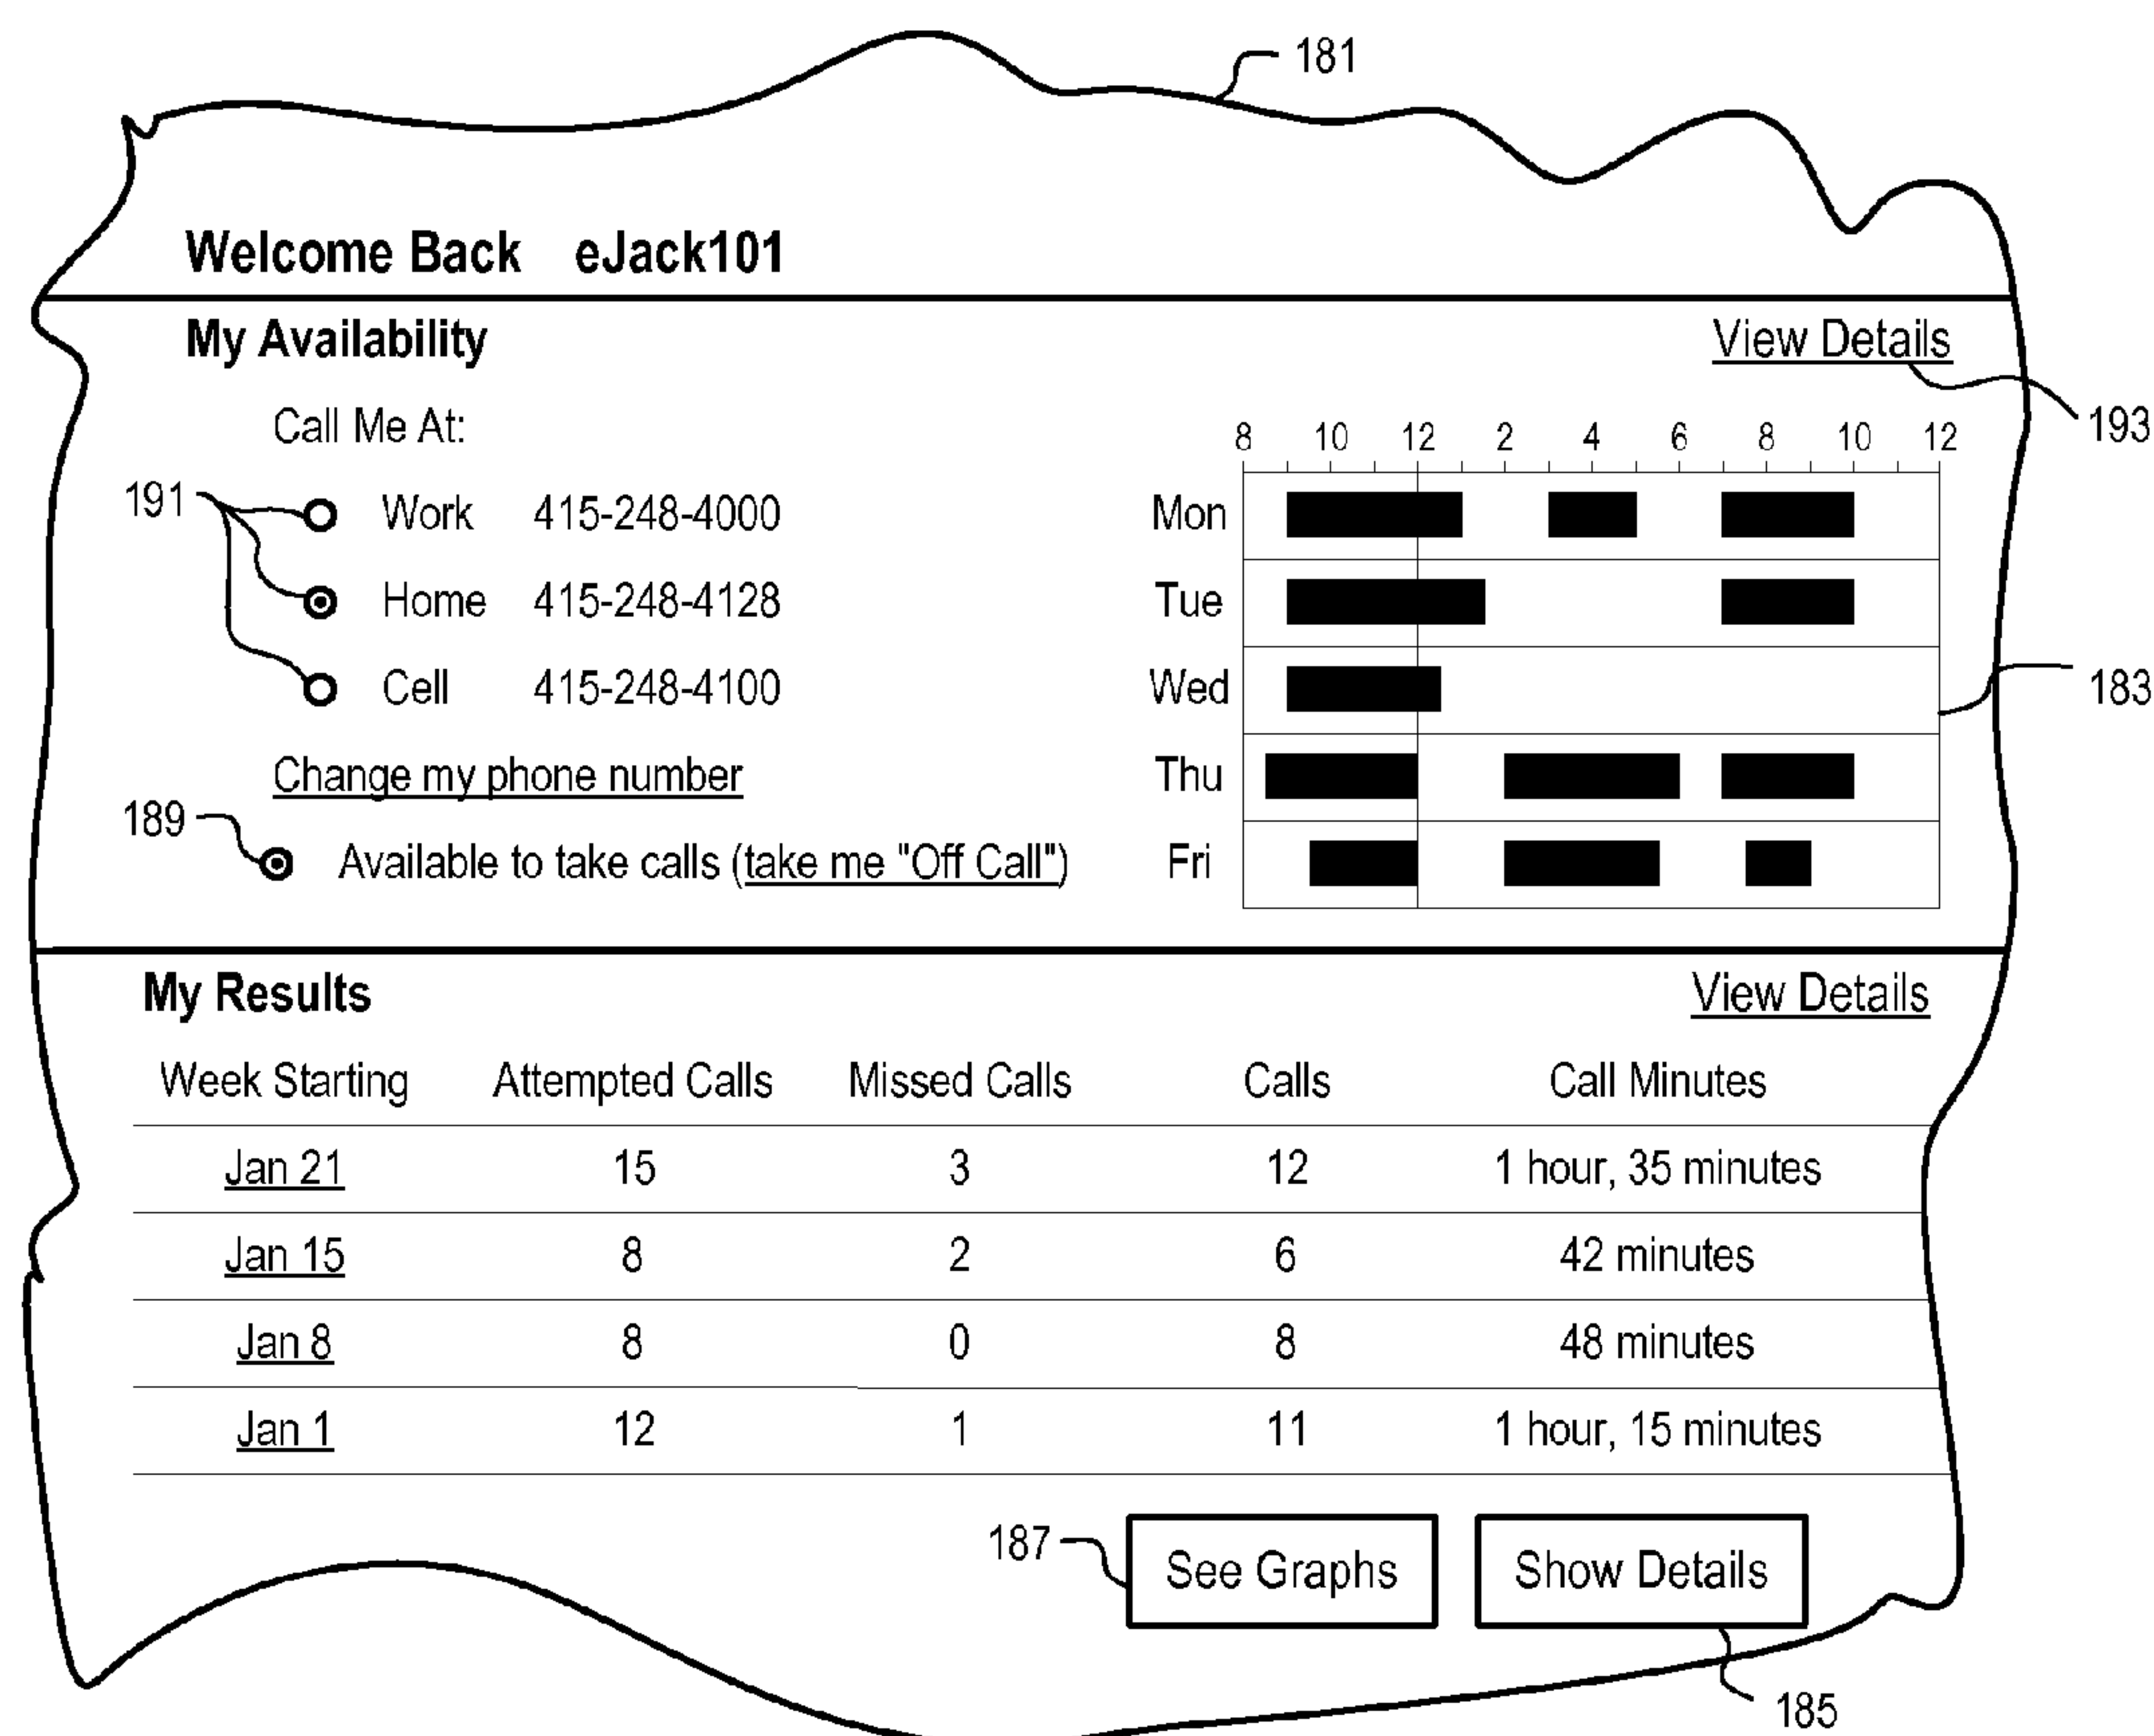 181
Welcome Back eJack101
My Availability View Details
193
Call Me At:
8 10 12 2 4 6 8 10 12
191 Work 415-248-4000 Mon
Home 415-248-4128 Tue
Cell 415-248-4100 Wed
183
Change my phone number Thu
189
Available to take calls (take me "Off Call") Fri
My Results View Details
Week Starting Attempted Calls Missed Calls Calls Call Minutes
Jan 21 15 3 12 1 hour, 35 minutes
Jan 15 8 2 6 42 minutes
Jan 8 8 0 8 48 minutes
Jan 1 12 1 11 1 hour, 15 minutes
187 See Graphs Show Details
185